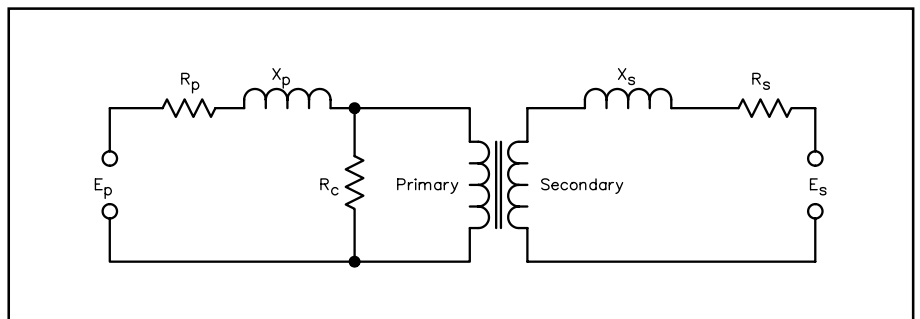 Rp
Xp
Xs
Rs
Ep
Rc
Primary
Secondary
Es